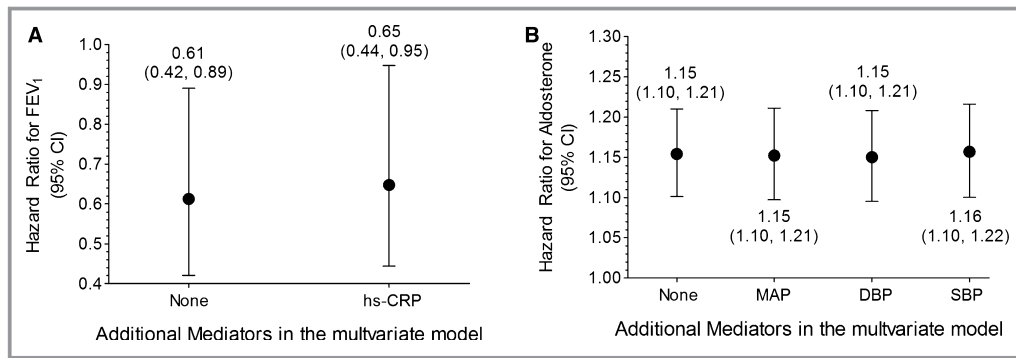 A
Hazard Ratio for FEV1
(95% CI)
1.0
0.9
0.8
0.7
0.6
0.5
0.4
0.61
(0.42, 0.89)
0.65
(0.44, 0.95)
None
hs-CRP
Additional Mediators in the multvariate model
B
Hazard Ratio for Aldosterone
(95% CI)
1.30
1.25
1.20
1.15
1.10
1.05
1.00
1.15
(1.10, 1.21)
1.15
(1.10, 1.21)
1.15
(1.10, 1.21)
1.16
(1.10, 1.22)
None
MAP
DBP
SBP
Additional Mediators in the multvariate model